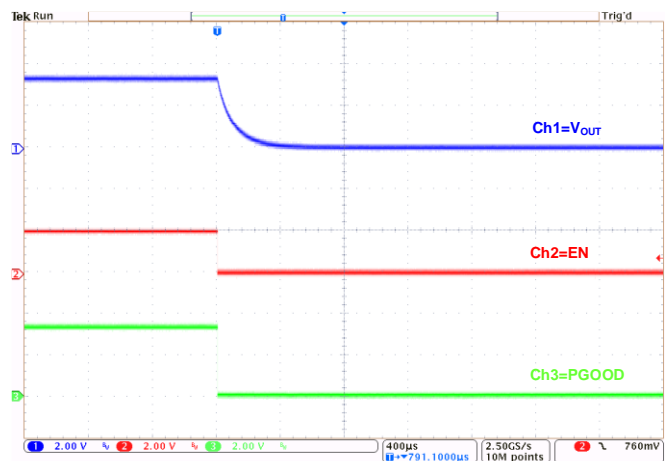 Tek Run Trig'd
T
T
1
Ch1=VOUT
2
Ch2=EN
3
Ch3=PGOOD
1 2.00 V 2 2.00 V 3 2.00 V 400µs 2.50GS/s 2 760mV
T→▼791.1000µs 10M points